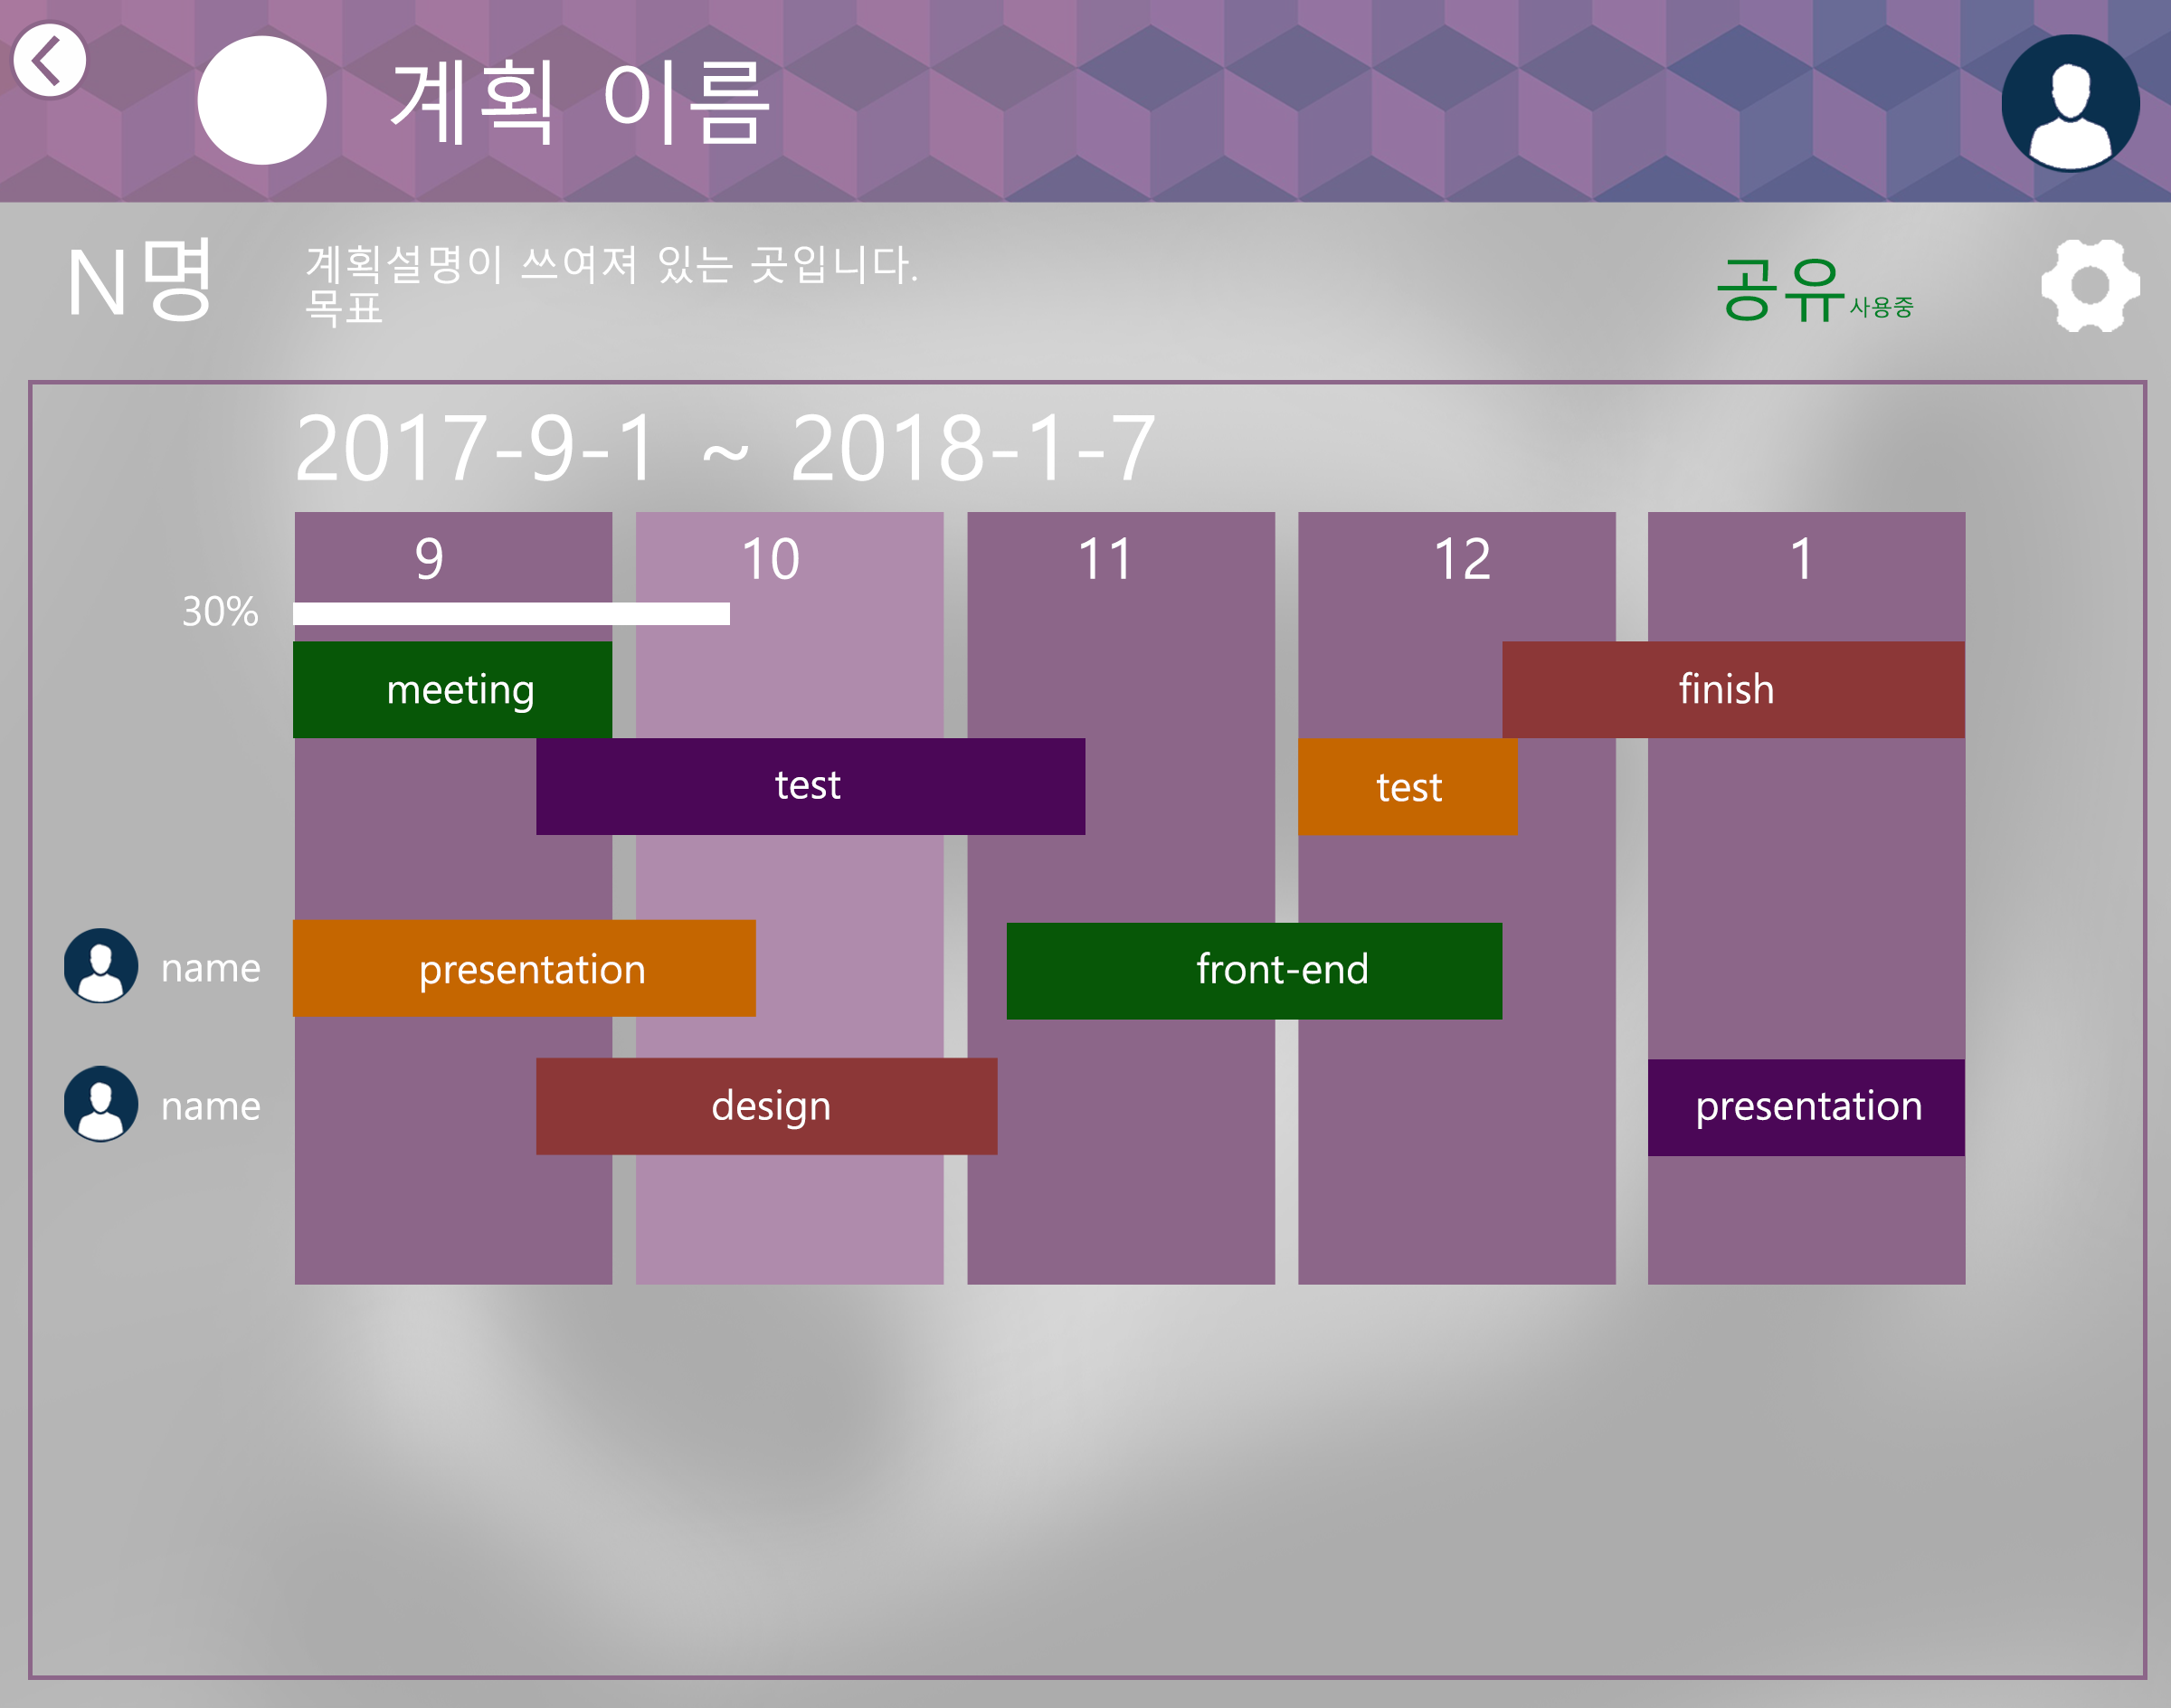 계획 이름
N명
계획설명이 쓰여져 있는 곳입니다.
목표
공유사용중
2017-9-1 ~ 2018-1-7
9 10 11 12 1
30%
meeting finish
test test
name presentation front-end
name design presentation